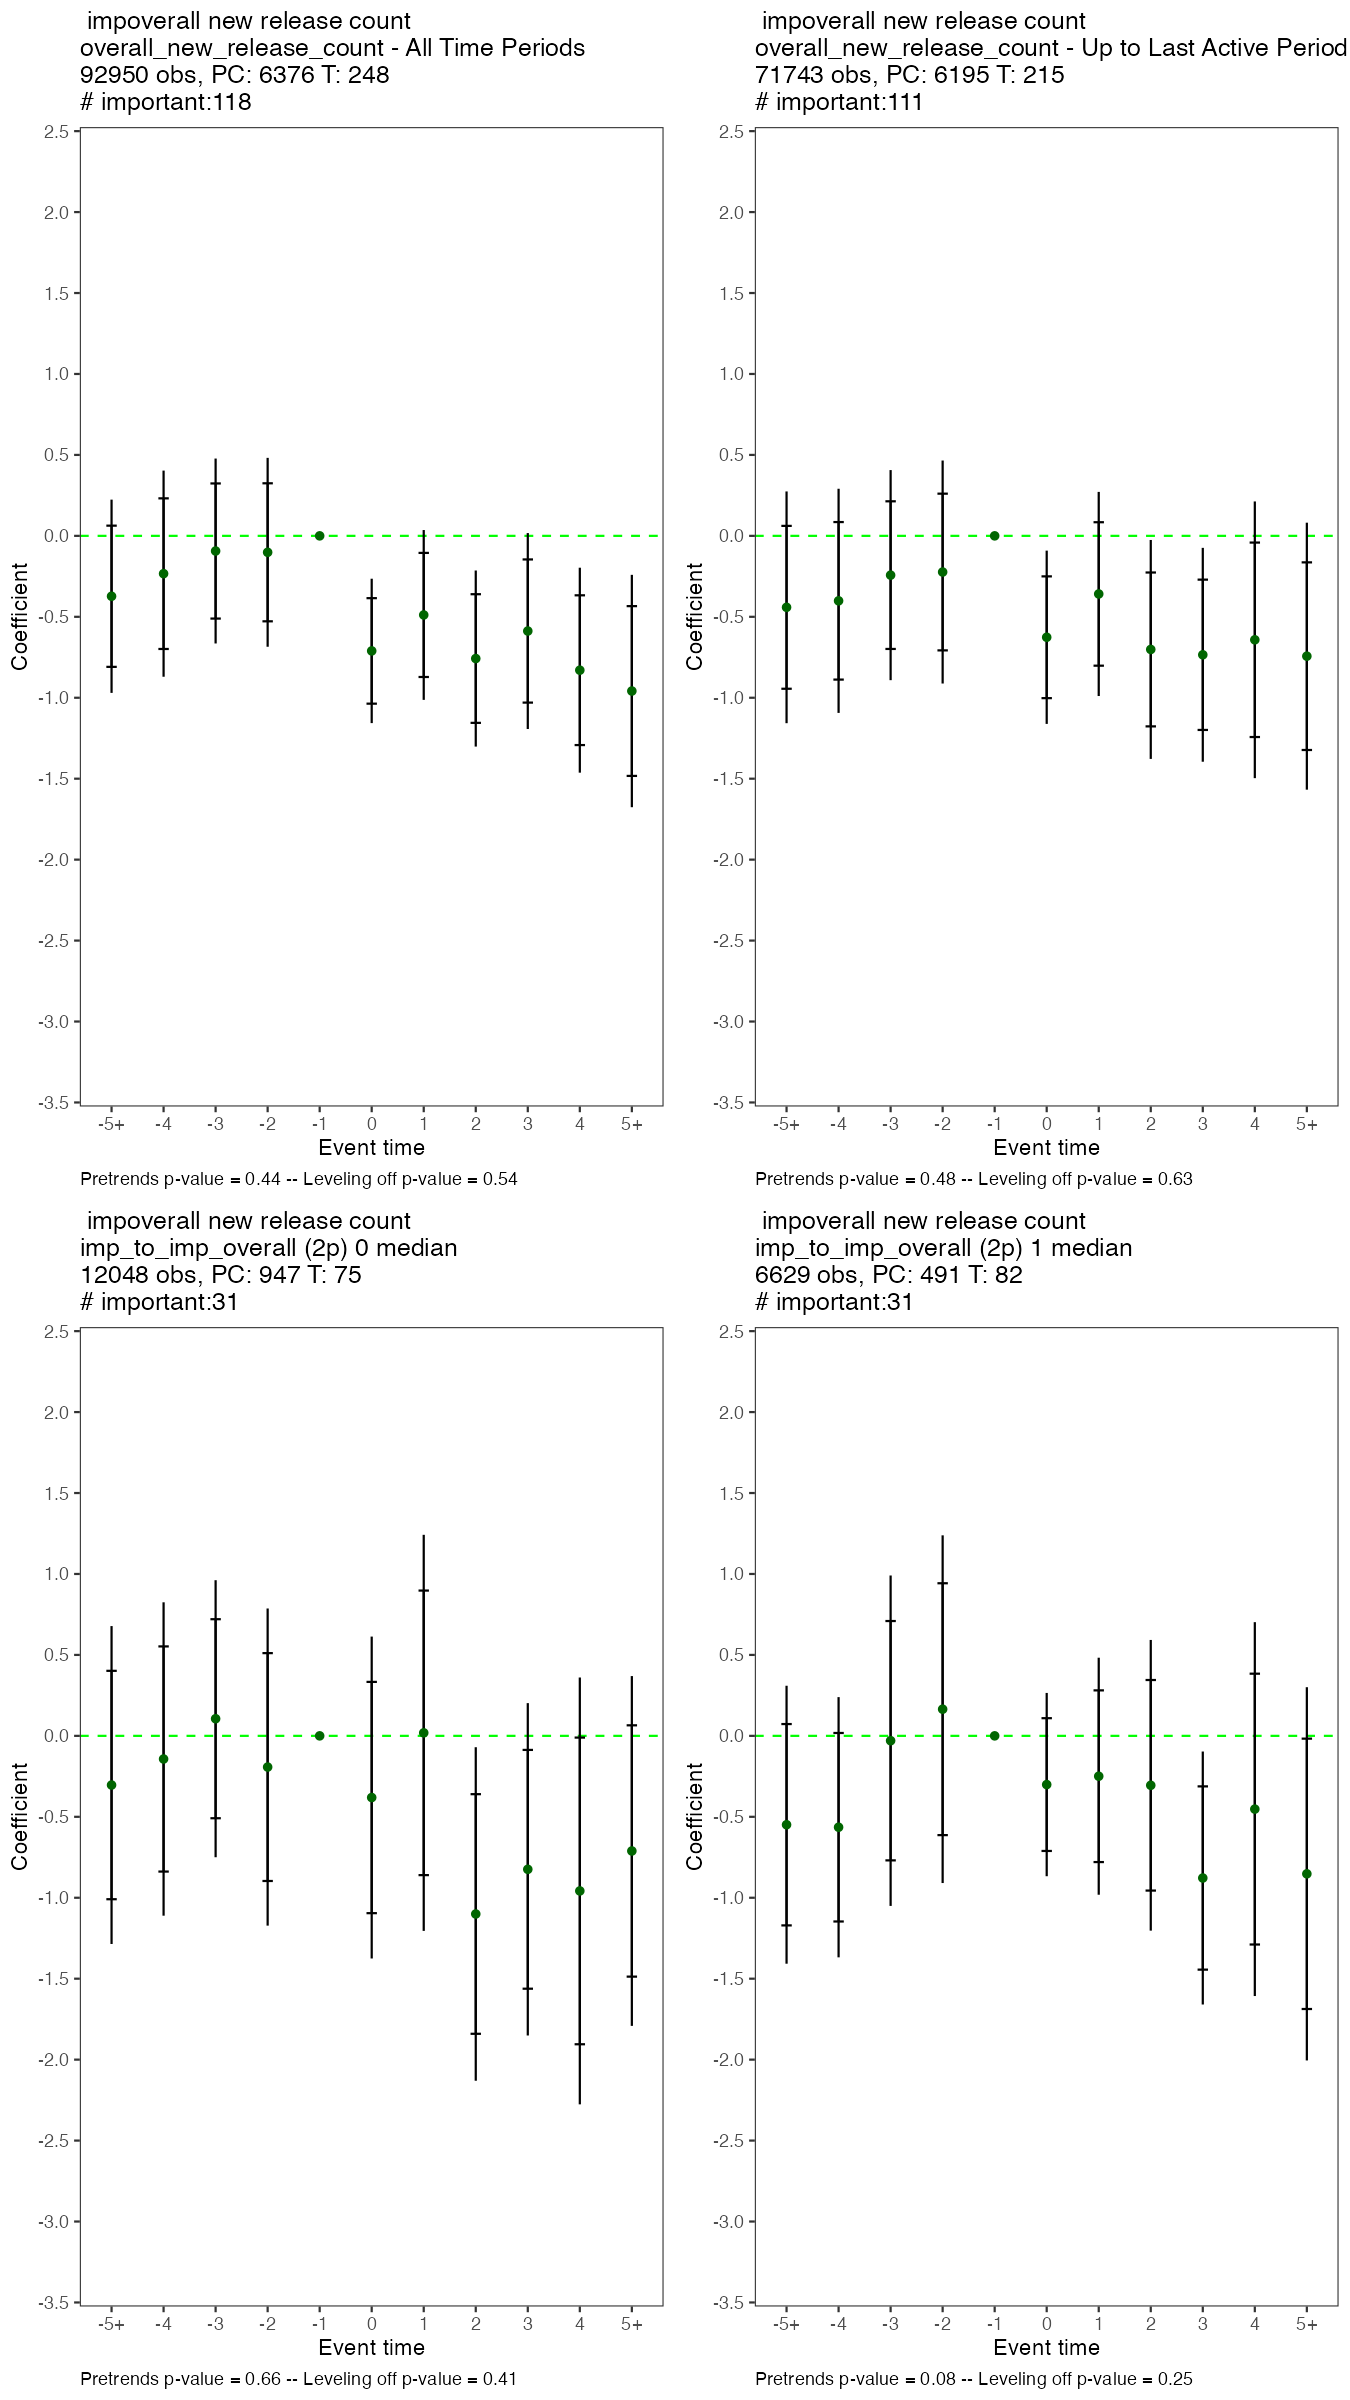 impoverall new release count
overall_new_release_count - All Time Periods
92950 obs, PC: 6376 T: 248
# important:118
2.5
2.0
1.5
1.0
0.5
0.0
-0.5
-1.0
-1.5
-2.0
-2.5
-3.0
-3.5
Coefficient
-5+ -4 -3 -2 -1 0 1 2 3 4 5+
Event time
Pretrends p-value = 0.44 -- Leveling off p-value = 0.54
impoverall new release count
overall_new_release_count - Up to Last Active Period
71743 obs, PC: 6195 T: 215
# important:111
2.5
2.0
1.5
1.0
0.5
0.0
-0.5
-1.0
-1.5
-2.0
-2.5
-3.0
-3.5
Coefficient
-5+ -4 -3 -2 -1 0 1 2 3 4 5+
Event time
Pretrends p-value = 0.48 -- Leveling off p-value = 0.63
impoverall new release count
imp_to_imp_overall (2p) 0 median
12048 obs, PC: 947 T: 75
# important:31
2.5
2.0
1.5
1.0
0.5
0.0
-0.5
-1.0
-1.5
-2.0
-2.5
-3.0
-3.5
Coefficient
-5+ -4 -3 -2 -1 0 1 2 3 4 5+
Event time
Pretrends p-value = 0.66 -- Leveling off p-value = 0.41
impoverall new release count
imp_to_imp_overall (2p) 1 median
6629 obs, PC: 491 T: 82
# important:31
2.5
2.0
1.5
1.0
0.5
0.0
-0.5
-1.0
-1.5
-2.0
-2.5
-3.0
-3.5
Coefficient
-5+ -4 -3 -2 -1 0 1 2 3 4 5+
Event time
Pretrends p-value = 0.08 -- Leveling off p-value = 0.25